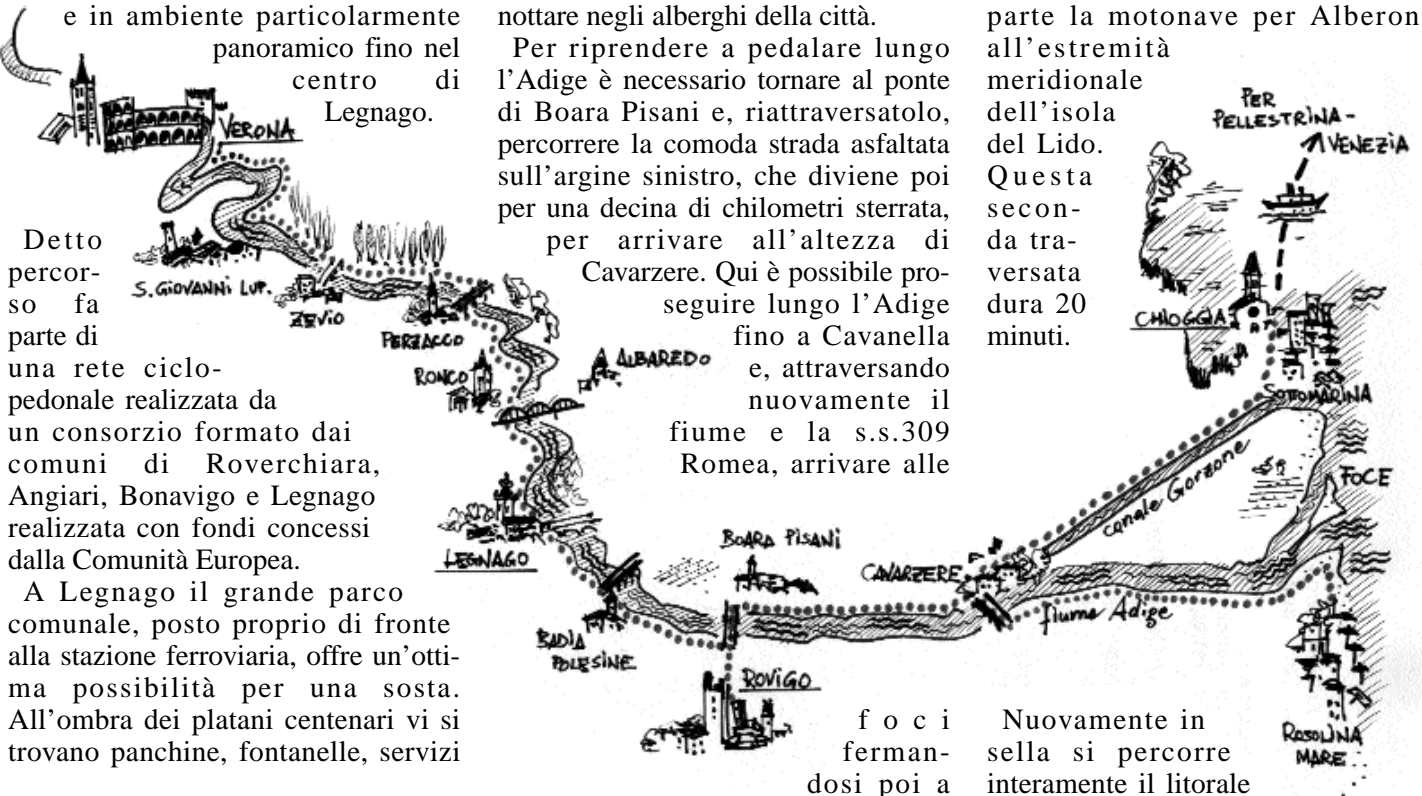 e in ambiente particolarmente
panoramico fino nel
centro di
Legnago.
Detto
percor-
so fa
parte di
una rete ciclo-
pedonale realizzata da
un consorzio formato dai
comuni di Roverchiara,
Angiari, Bonavigo e Legnago
realizzata con fondi concessi
dalla Comunità Europea.
A Legnago il grande parco
comunale, posto proprio di fronte
alla stazione ferroviaria, offre un'otti-
ma possibilità per una sosta.
All'ombra dei platani centenari vi si
trovano panchine, fontanelle, servizi
nottare negli alberghi della città.
Per riprendere a pedalare lungo
l'Adige è necessario tornare al ponte
di Boara Pisani e, riattraversatolo,
percorrere la comoda strada asfaltata
sull'argine sinistro, che diviene poi
per una decina di chilometri sterrata,
per arrivare all'altezza di
Cavarzere. Qui è possibile pro-
seguire lungo l'Adige
fino a Cavanella
e, attraversando
nuovamente il
fiume e la s.s.309
Romea, arrivare alle
foci
ferman-
dosi poi a
parte la motonave per Alberon
all'estremità
meridionale
dell'isola
del Lido.
Questa
secon-
da tra-
versata
dura 20
minuti.
Nuovamente in
sella si percorre
interamente il litorale
VERONA
S. GIOVANNI LUP.
ZEVIO
PERZACCO
RONCO
ALBAREDO
LEGNAGO
BADIA
POLESINE
BOARA PISANI
ROVIGO
CAVARZERE
canale Gorzone
fiume Adige
PER
PELLESTRINA-
VENEZIA
CHIOGGIA
SOTTOMARINA
FOCE
ROSOLINA
MARE